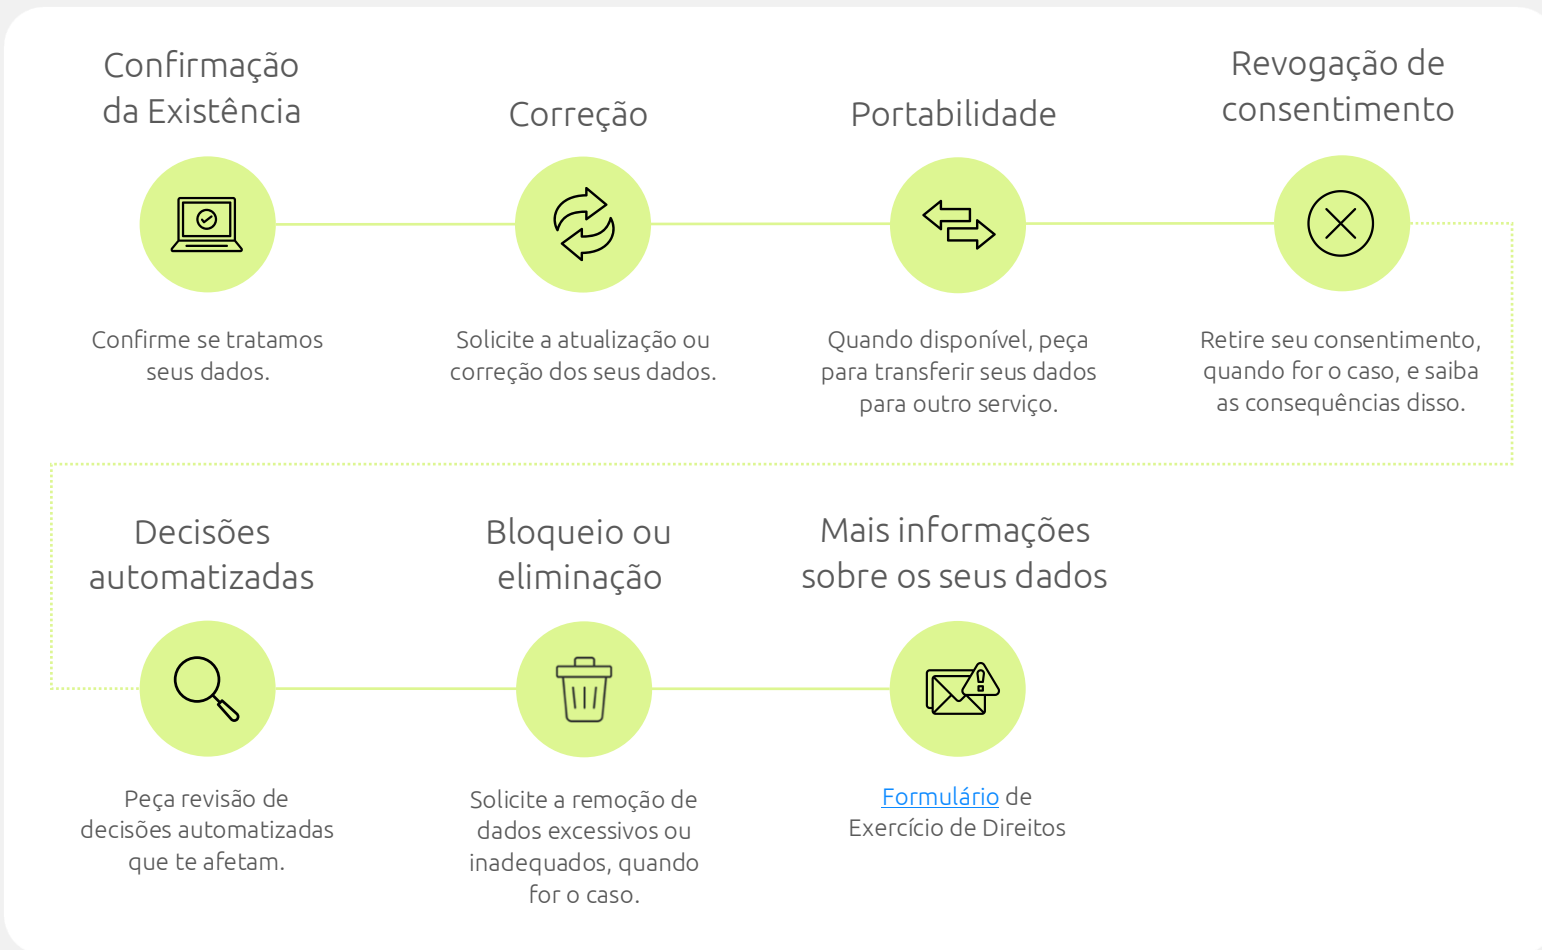 Confirmação
da Existência
Correção
Portabilidade
Revogação de
consentimento
Confirme se tratamos
seus dados.
Solicite a atualização ou
correção dos seus dados.
Quando disponível, peça
para transferir seus dados
para outro serviço.
Retire seu consentimento,
quando for o caso, e saiba
as consequências disso.
Decisões
automatizadas
Bloqueio ou
eliminação
Mais informações
sobre os seus dados
Peça revisão de
decisões automatizadas
que te afetam.
Solicite a remoção de
dados excessivos ou
inadequados, quando
for o caso.
Formulário de
Exercício de Direitos